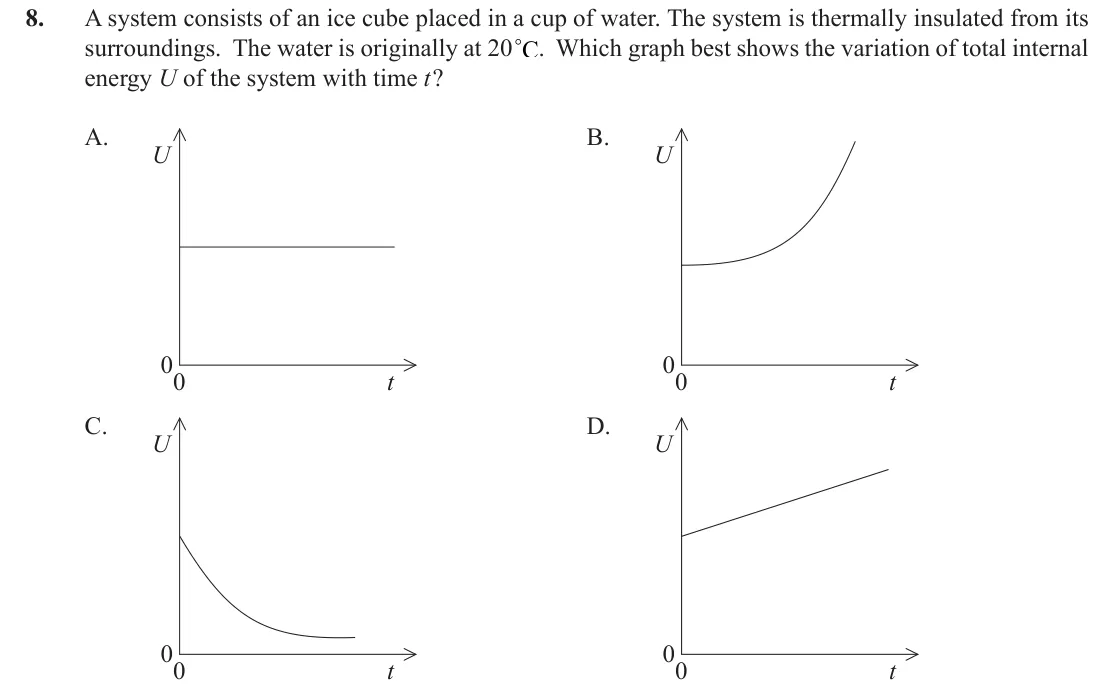 8. A system consists of an ice cube placed in a cup of water. The system is thermally insulated from its
surroundings. The water is originally at 20°C. Which graph best shows the variation of total internal
energy U of the system with time t?
A.
U
0
0
t
B.
U
0
0
t
C.
U
0
0
t
D.
U
0
0
t